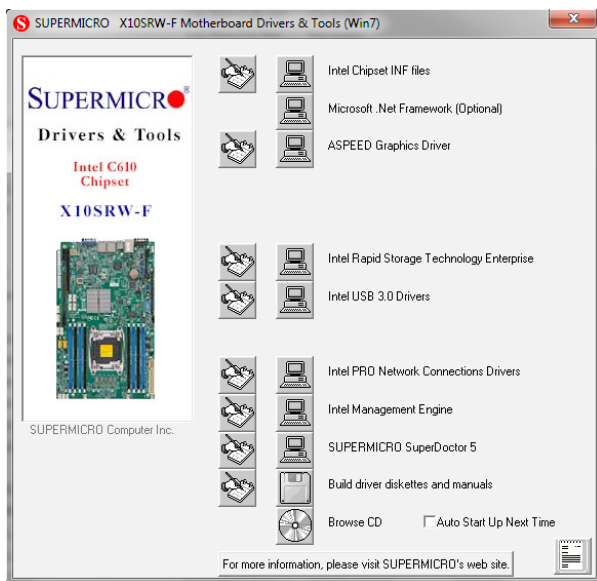 SUPERMICRO X10SRW-F Motherboard Drivers & Tools (Win7)
SUPERMICRO
Drivers & Tools
Intel C610
Chipset
X10SRW-F
SUPERMICRO Computer Inc.
Intel Chipset INF files
Microsoft .Net Framework (Optional)
ASPEED Graphics Driver
Intel Rapid Storage Technology Enterprise
Intel USB 3.0 Drivers
Intel PRO Network Connections Drivers
Intel Management Engine
SUPERMICRO SuperDoctor 5
Build driver diskettes and manuals
Browse CD
Auto Start Up Next Time
For more information, please visit SUPERMICRO's web site.